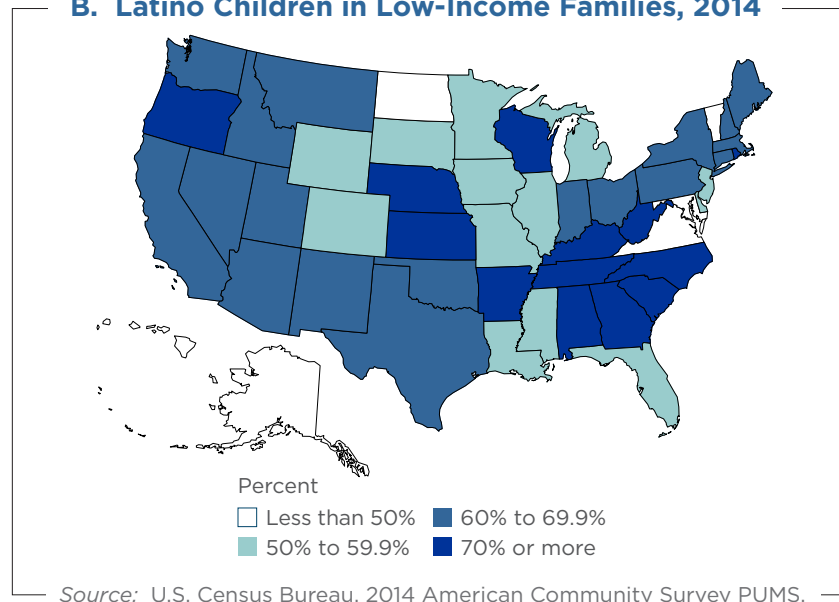 B. Latino Children in Low-Income Families, 2014
Percent
Less than 50%
60% to 69.9%
50% to 59.9%
70% or more
Source: U.S. Census Bureau, 2014 American Community Survey PUMS.